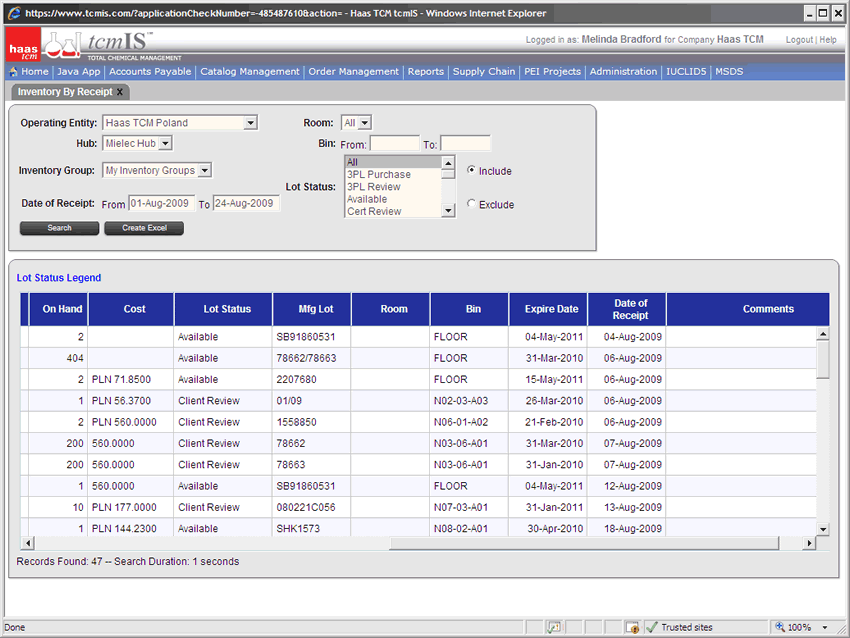 https://www.tcmis.com/?applicationCheckNumber=-485487610&action= - Haas TCM tcmIS - Windows Internet Explorer
haas tcm
tcmIS™
TOTAL CHEMICAL MANAGEMENT
Logged in as: Melinda Bradford for Company Haas TCM Logout | Help
Home | Java App | Accounts Payable | Catalog Management | Order Management | Reports | Supply Chain | PEI Projects | Administration | IUCLID5 | MSDS
Inventory By Receipt x
Operating Entity: Haas TCM Poland Room: All
Hub: Mielec Hub Bin: From: To:
Inventory Group: My Inventory Groups
Lot Status: All
3PL Purchase
3PL Review
Available
Cert Review
Include
Exclude
Date of Receipt: From 01-Aug-2009 To 24-Aug-2009
Search Create Excel
Lot Status Legend
On Hand Cost Lot Status Mfg Lot Room Bin Expire Date Date of Receipt Comments
2 Available SB91860531 FLOOR 04-May-2011 04-Aug-2009
404 Available 78662/78663 FLOOR 31-Mar-2010 06-Aug-2009
2 PLN 71.8500 Available 2207680 FLOOR 15-May-2011 06-Aug-2009
1 PLN 56.3700 Client Review 01/09 N02-03-A03 26-Mar-2010 06-Aug-2009
2 PLN 560.0000 Client Review 1558850 N06-01-A02 21-Feb-2010 06-Aug-2009
200 560.0000 Client Review 78662 N03-06-A01 31-Mar-2010 07-Aug-2009
200 560.0000 Client Review 78663 N03-06-A01 31-Jan-2010 07-Aug-2009
1 560.0000 Available SB91860531 FLOOR 04-May-2011 12-Aug-2009
10 PLN 177.0000 Client Review 080221C056 N07-03-A01 31-Jan-2011 13-Aug-2009
1 PLN 144.2300 Available SHK1573 N08-02-A01 30-Apr-2010 18-Aug-2009
Records Found: 47 -- Search Duration: 1 seconds
Done Trusted sites 100%